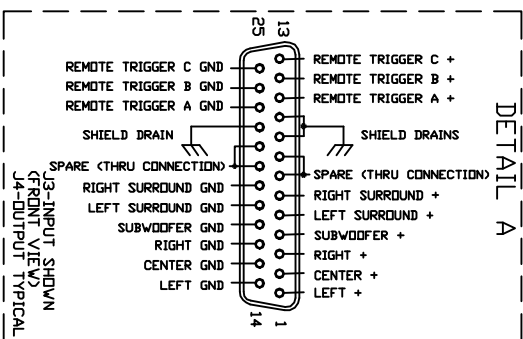 25 13
REMOTE TRIGGER C GND
REMOTE TRIGGER B GND
REMOTE TRIGGER A GND
SHIELD DRAIN
SPARE (THRU CONNECTION)
RIGHT SURROUND GND
LEFT SURROUND GND
SUBWOOFER GND
RIGHT GND
CENTER GND
LEFT GND
REMOTE TRIGGER C +
REMOTE TRIGGER B +
REMOTE TRIGGER A +
SHIELD DRAINS
SPARE (THRU CONNECTION)
RIGHT SURROUND +
LEFT SURROUND +
SUBWOOFER +
RIGHT +
CENTER +
LEFT +
14 1
DETAIL A
J3-INPUT SHOWN
(FRONT VIEW)
J4-OUTPUT TYPICAL